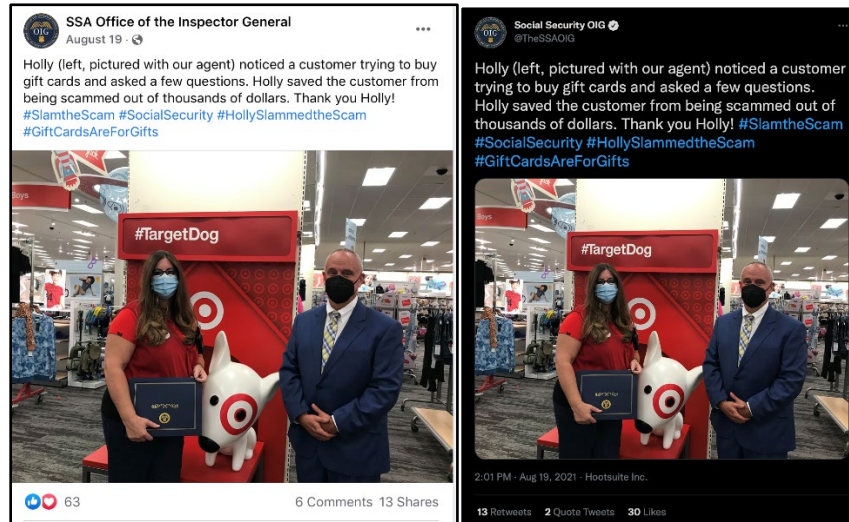 SSA Office of the Inspector General
August 19 ·
Holly (left, pictured with our agent) noticed a customer trying to buy
gift cards and asked a few questions. Holly saved the customer from
being scammed out of thousands of dollars. Thank you Holly!
#SlamtheScam #SocialSecurity #HollySlammedtheScam
#GiftCardsAreForGifts
Boys
#TargetDog
63
6 Comments 13 Shares
Social Security OIG
@TheSSAOIG
Holly (left, pictured with our agent) noticed a customer
trying to buy gift cards and asked a few questions.
Holly saved the customer from being scammed out of
thousands of dollars. Thank you Holly! #SlamtheScam
#SocialSecurity #HollySlammedtheScam
#GiftCardsAreForGifts
Boys
#TargetDog
2:01 PM · Aug 19, 2021 · Hootsuite Inc.
13 Retweets 2 Quote Tweets 30 Likes